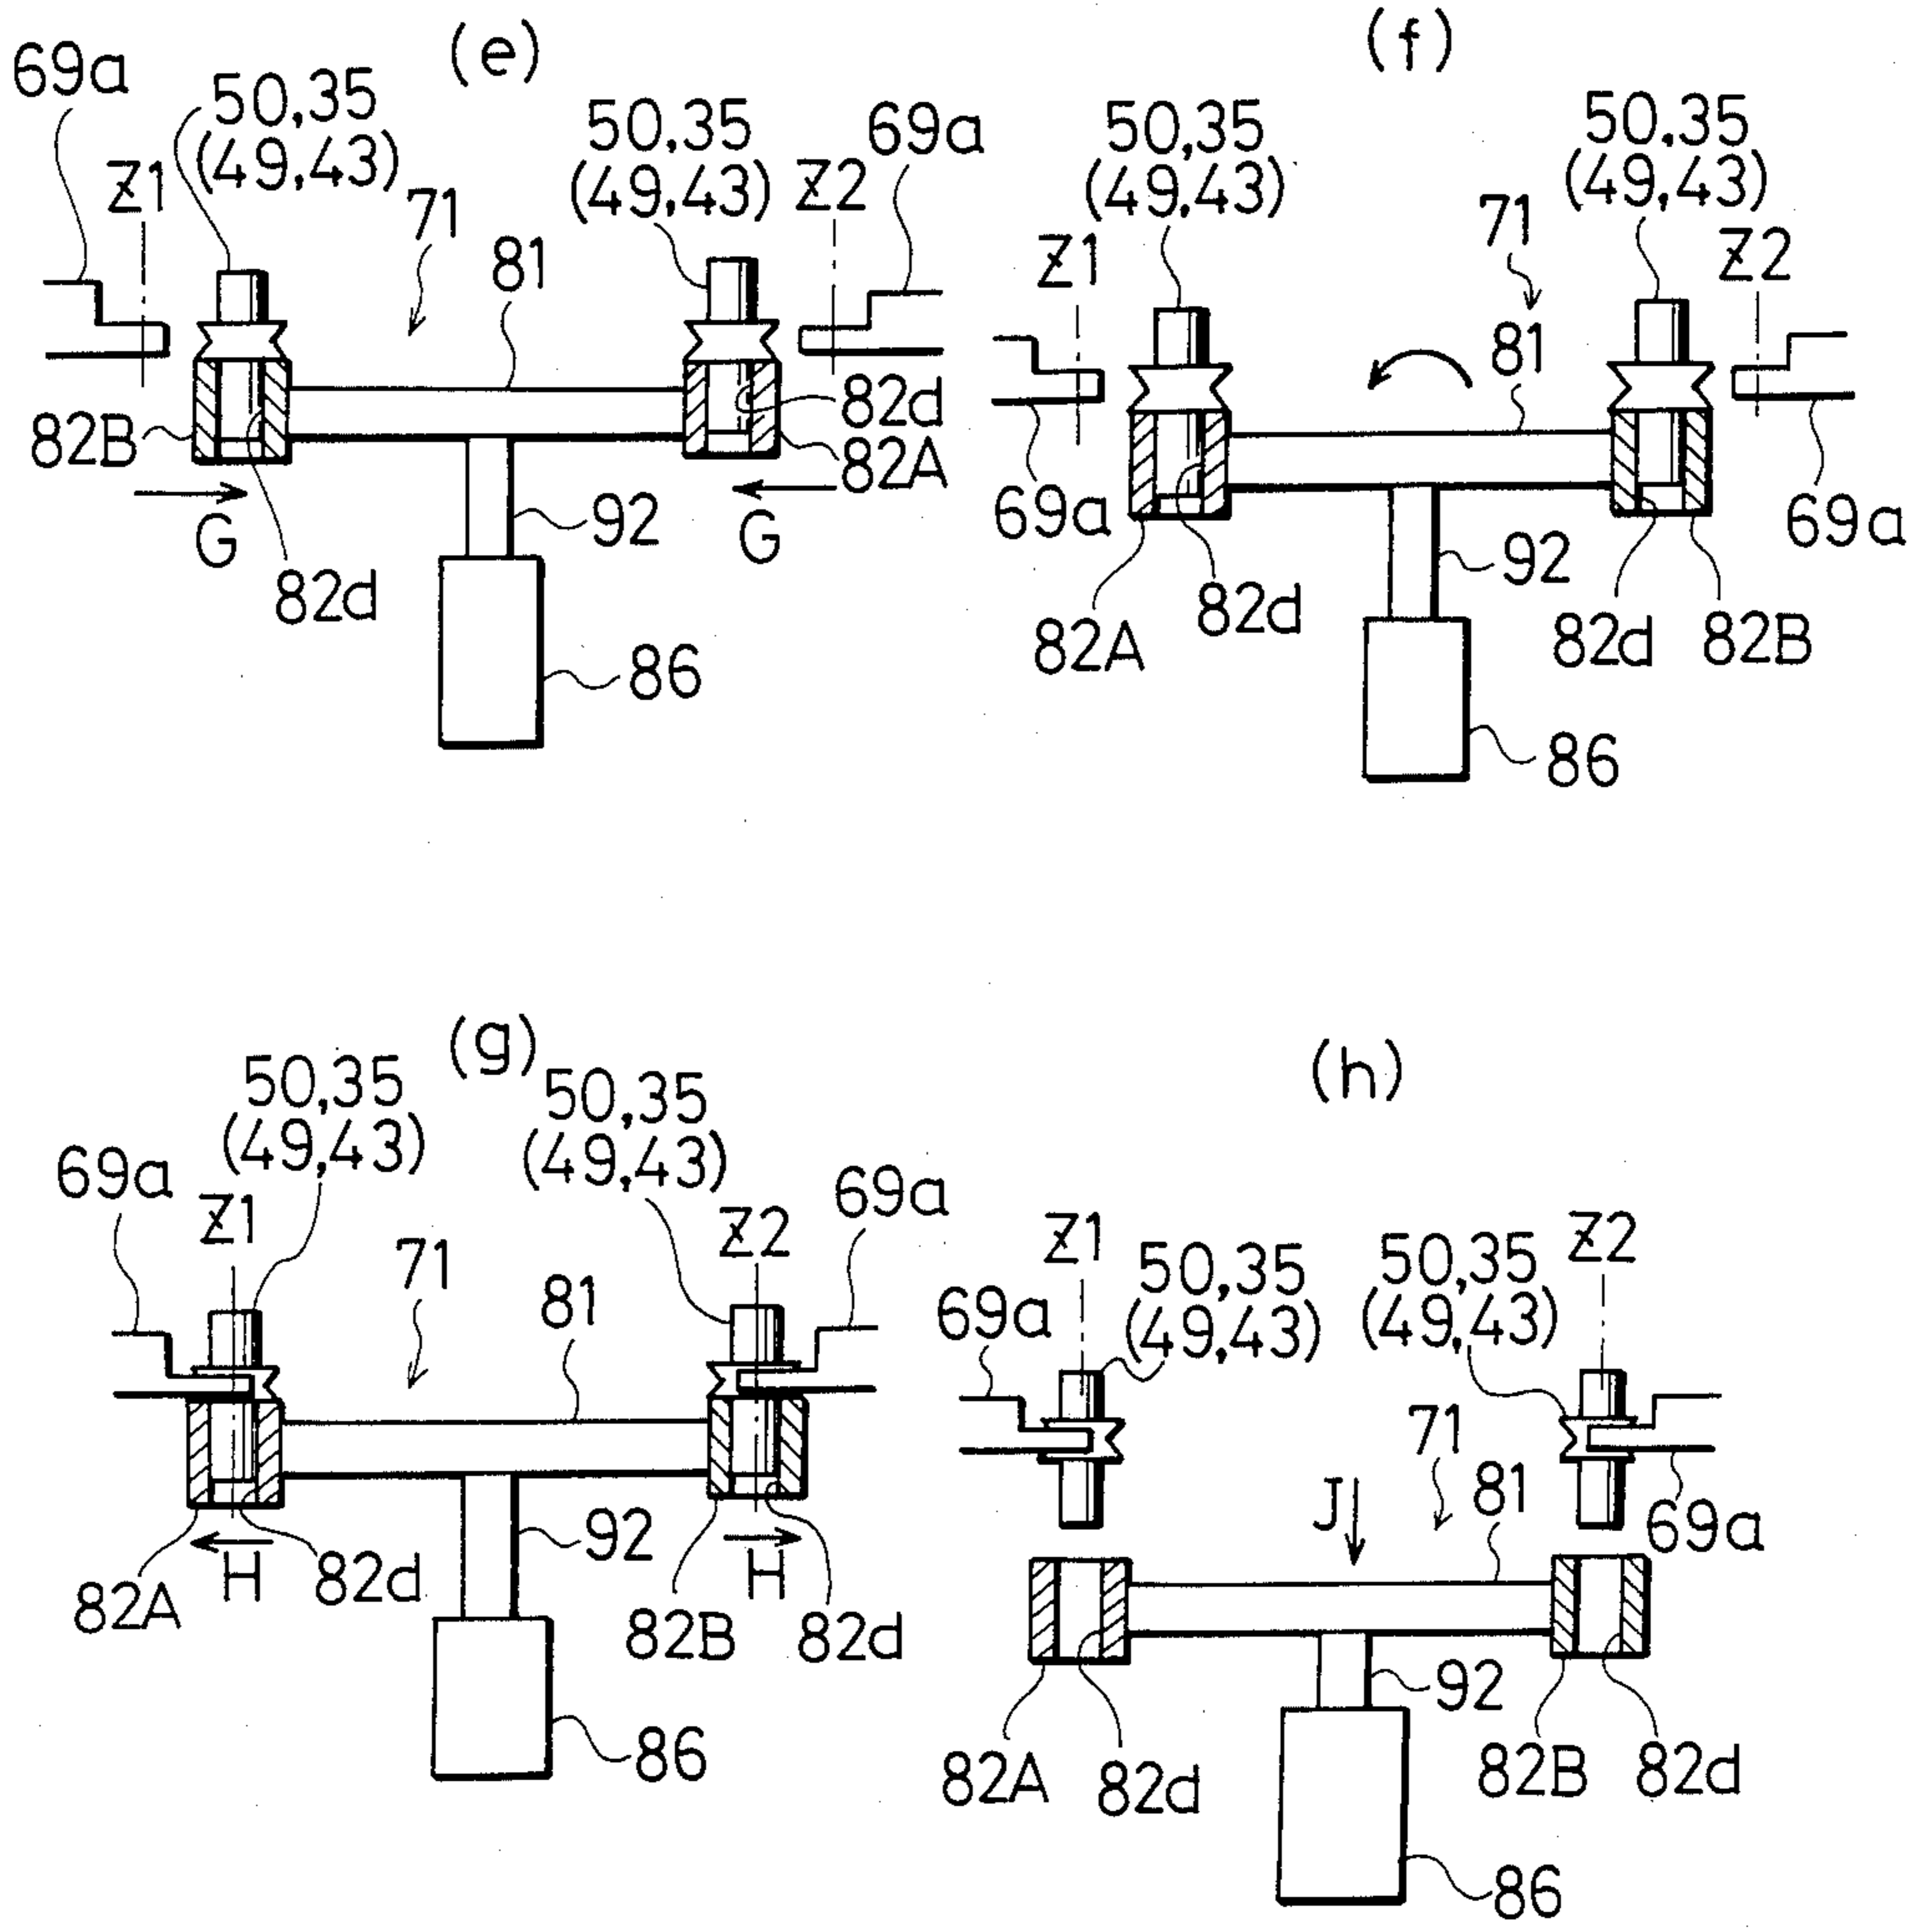 (e)
69a
50,35
(49,43)
Z1
71
81
50,35
(49,43)
Z2
69a
82B
82d
82A
G
G
82d
92
86
(f)
50,35
(49,43)
50,35
(49,43)
Z1
71
Z2
81
69a
69a
82A
82d
92
82d
82B
86
(g)
50,35
(49,43)
50,35
(49,43)
69a
Z1
71
81
Z2
69a
82A
H
82d
92
82B
H
82d
86
(h)
Z1
50,35
(49,43)
50,35
(49,43)
Z2
69a
J
71
81
69a
82A
82d
92
82B
82d
86